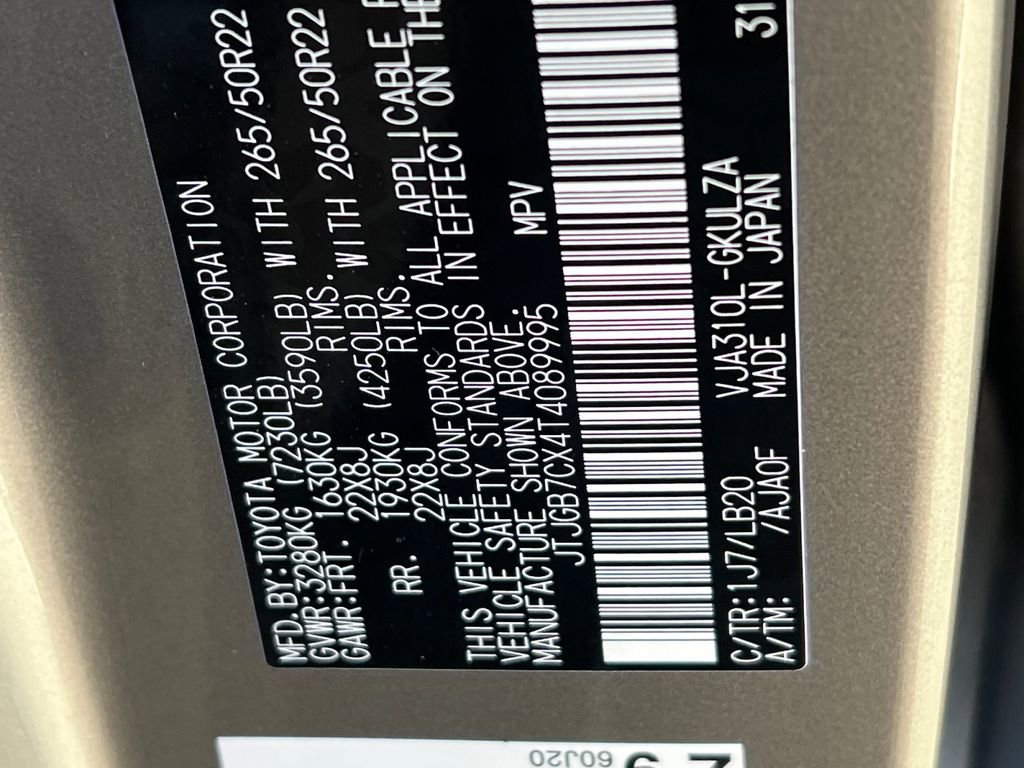 MFD.BY:TOYOTA MOTOR CORPORATION
GVWR:3280KG (7230LB)
GAWR:FRT. 1630KG (3590LB) WITH 265/50R22
22X8J RIMS.
RR. 1930KG (4250LB) WITH 265/50R22
22X8J RIMS.
THIS VEHICLE CONFORMS TO ALL APPLICABLE
VEHICLE SAFETY STANDARDS IN EFFECT ON THE
MANUFACTURE SHOWN ABOVE.
JTJGB7CX4T4089995 MPV
C/TR:1J7/LB20 VJA310L-GKULZA 31
A/TM: /AJA0F MADE IN JAPAN
60J20